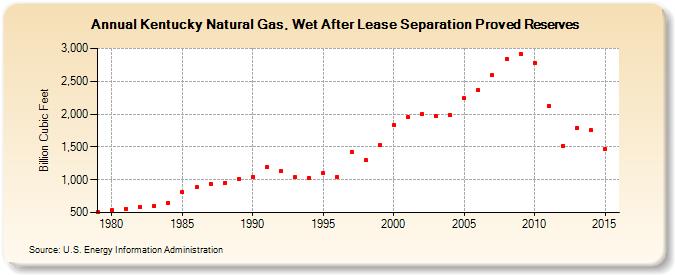 Annual Kentucky Natural Gas, Wet After Lease Separation Proved Reserves
Billion Cubic Feet
3,000
2,500
2,000
1,500
1,000
500
1980 1985 1990 1995 2000 2005 2010 2015
Source: U.S. Energy Information Administration